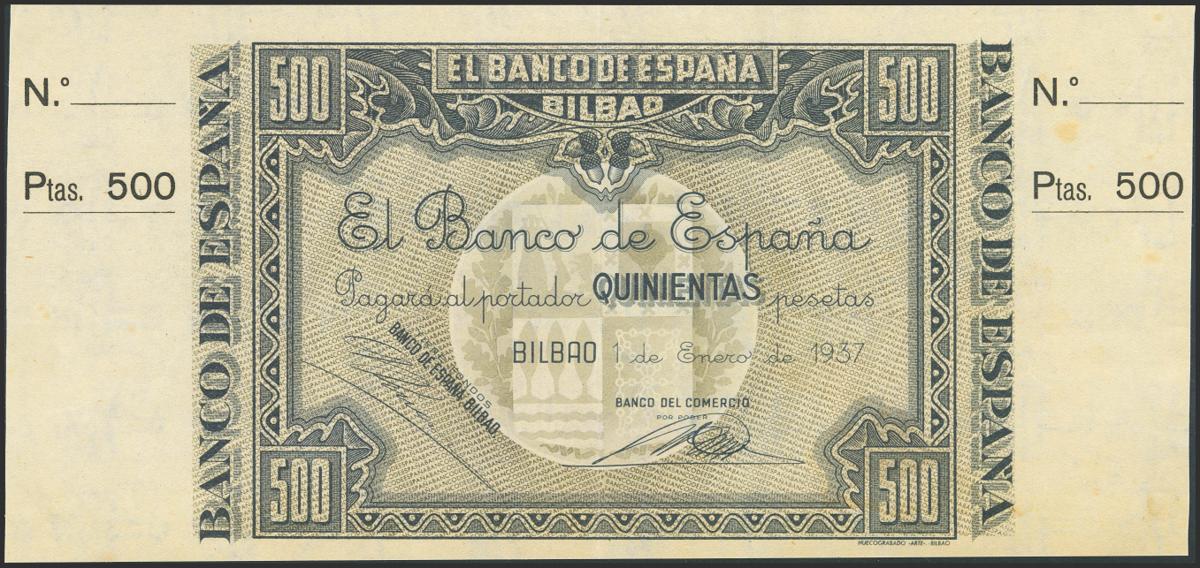 N.º
Ptas. 500
BANCO DE ESPAÑA
500
EL BANCO DE ESPAÑA
BILBAO
500
El Banco de España
Pagará al portador QUINIENTAS pesetas
BILBAO 1 de Enero de 1937
BANCO DE ESPAÑA BILBAO
BANCO DEL COMERCIO
POR PODER
500
500
HUECOGRABADO -ARTE- BILBAO
BANCO DE ESPAÑA
N.º
Ptas. 500